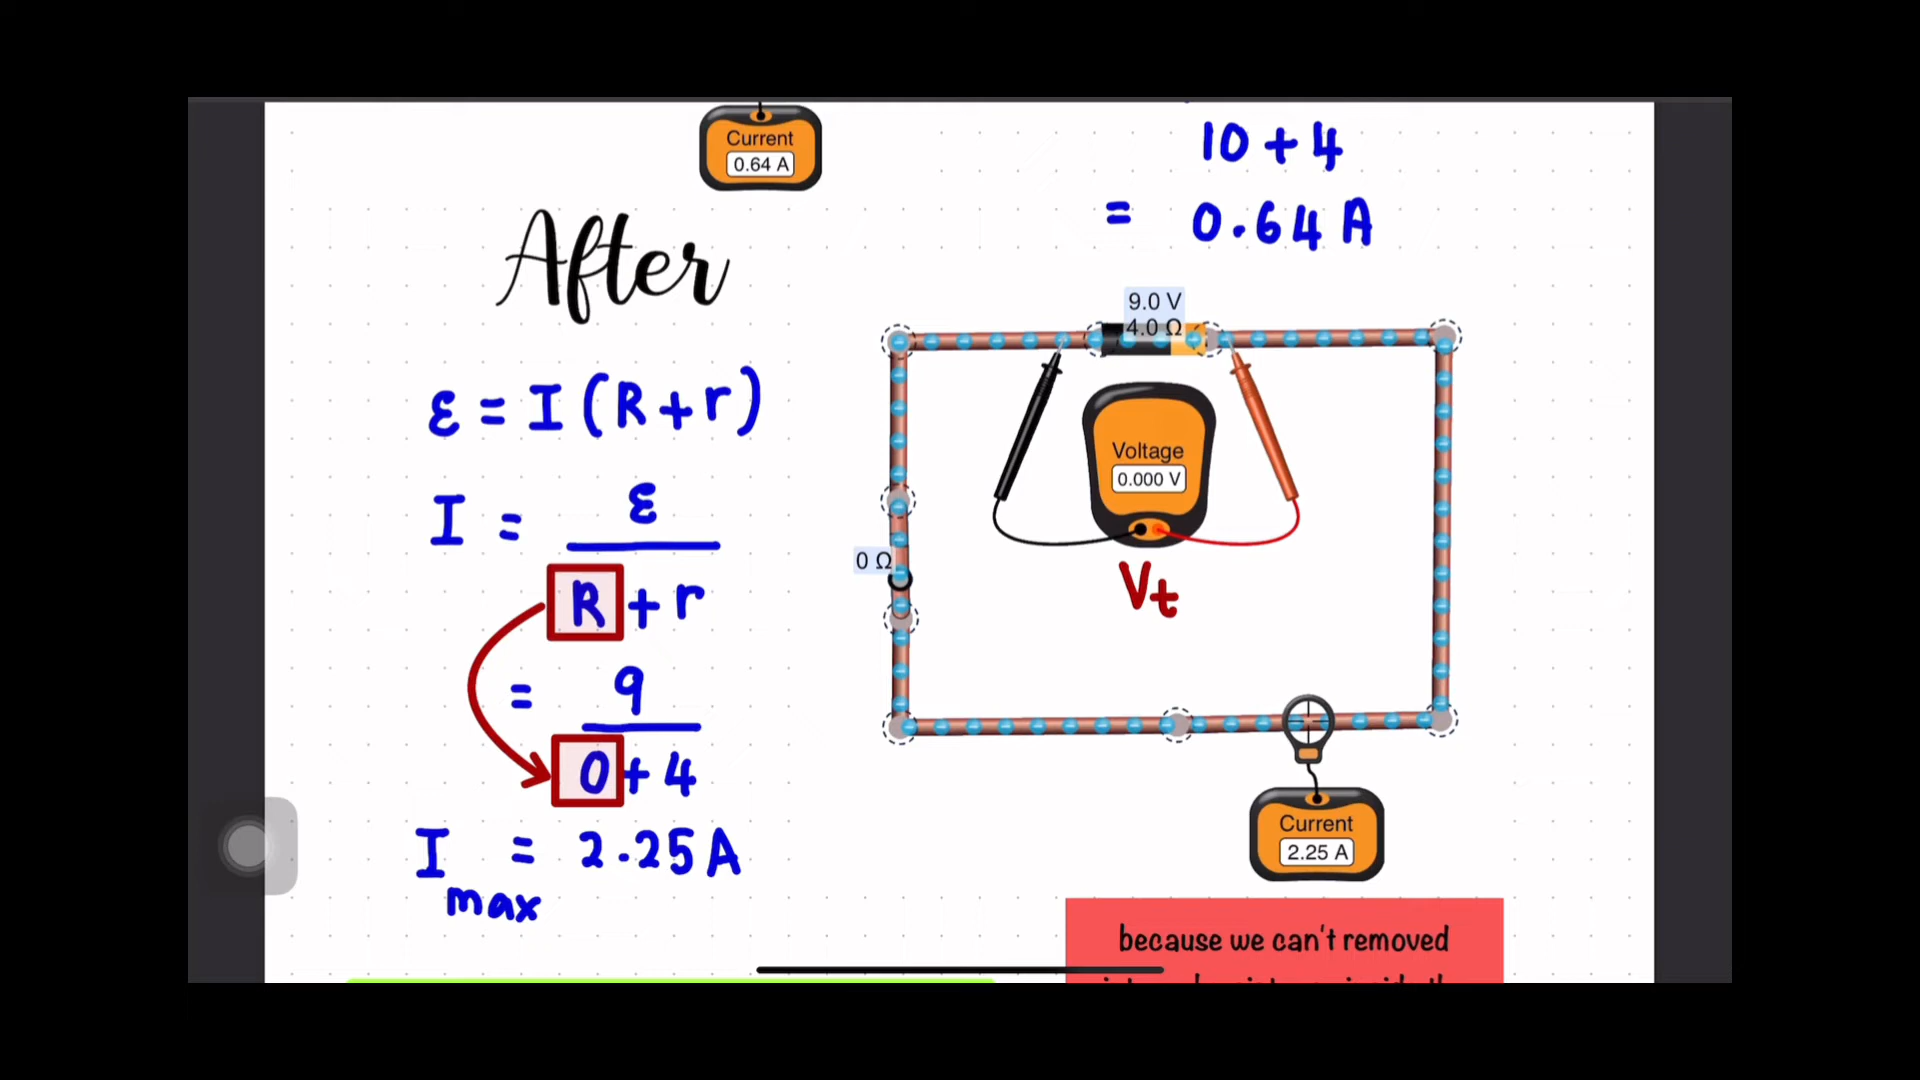 Current
0.64 A
10 + 4
= 0.64 A
After
9.0 V
4.0 Ω
ε = I (R + r)
Voltage
0.000 V
I = ε
R + r
0 Ω
Vt
= 9
0 + 4
Current
2.25 A
I max = 2.25 A
because we can't removed